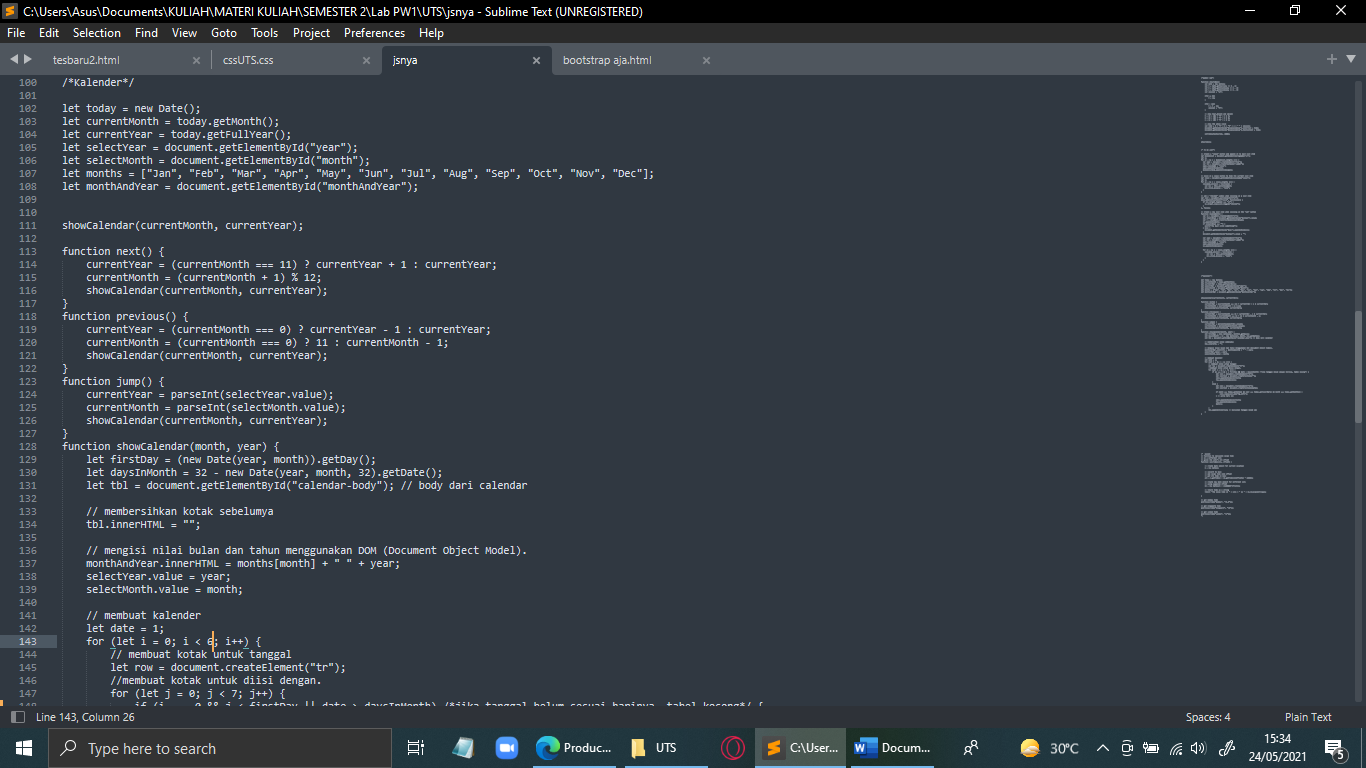 C:\Users\Asus\Documents\KULIAH\MATERI KULIAH\SEMESTER 2\Lab PW1\UTS\jsnya - Sublime Text (UNREGISTERED)
File Edit Selection Find View Goto Tools Project Preferences Help
tesbaru2.html cssUTS.css jsnya bootstrap aja.html
100 /*Kalender*/
101
102 let today = new Date();
103 let currentMonth = today.getMonth();
104 let currentYear = today.getFullYear();
105 let selectYear = document.getElementById("year");
106 let selectMonth = document.getElementById("month");
107 let months = ["Jan", "Feb", "Mar", "Apr", "May", "Jun", "Jul", "Aug", "Sep", "Oct", "Nov", "Dec"];
108 let monthAndYear = document.getElementById("monthAndYear");
109
110
111 showCalendar(currentMonth, currentYear);
112
113 function next() {
114 currentYear = (currentMonth === 11) ? currentYear + 1 : currentYear;
115 currentMonth = (currentMonth + 1) % 12;
116 showCalendar(currentMonth, currentYear);
117 }
118 function previous() {
119 currentYear = (currentMonth === 0) ? currentYear - 1 : currentYear;
120 currentMonth = (currentMonth === 0) ? 11 : currentMonth - 1;
121 showCalendar(currentMonth, currentYear);
122 }
123 function jump() {
124 currentYear = parseInt(selectYear.value);
125 currentMonth = parseInt(selectMonth.value);
126 showCalendar(currentMonth, currentYear);
127 }
128 function showCalendar(month, year) {
129 let firstDay = (new Date(year, month)).getDay();
130 let daysInMonth = 32 - new Date(year, month, 32).getDate();
131 let tbl = document.getElementById("calendar-body"); // body dari calendar
132
133 // membersihkan kotak sebelumya
134 tbl.innerHTML = "";
135
136 // mengisi nilai bulan dan tahun menggunakan DOM (Document Object Model).
137 monthAndYear.innerHTML = months[month] + " " + year;
138 selectYear.value = year;
139 selectMonth.value = month;
140
141 // membuat kalender
142 let date = 1;
143 for (let i = 0; i < 6; i++) {
144 // membuat kotak untuk tanggal
145 let row = document.createElement("tr");
146 //membuat kotak untuk diisi dengan.
147 for (let j = 0; j < 7; j++) {
Line 143, Column 26 Spaces: 4 Plain Text
Type here to search Produc... UTS C:\User... Docum... 30°C 15:34
24/05/2021 5